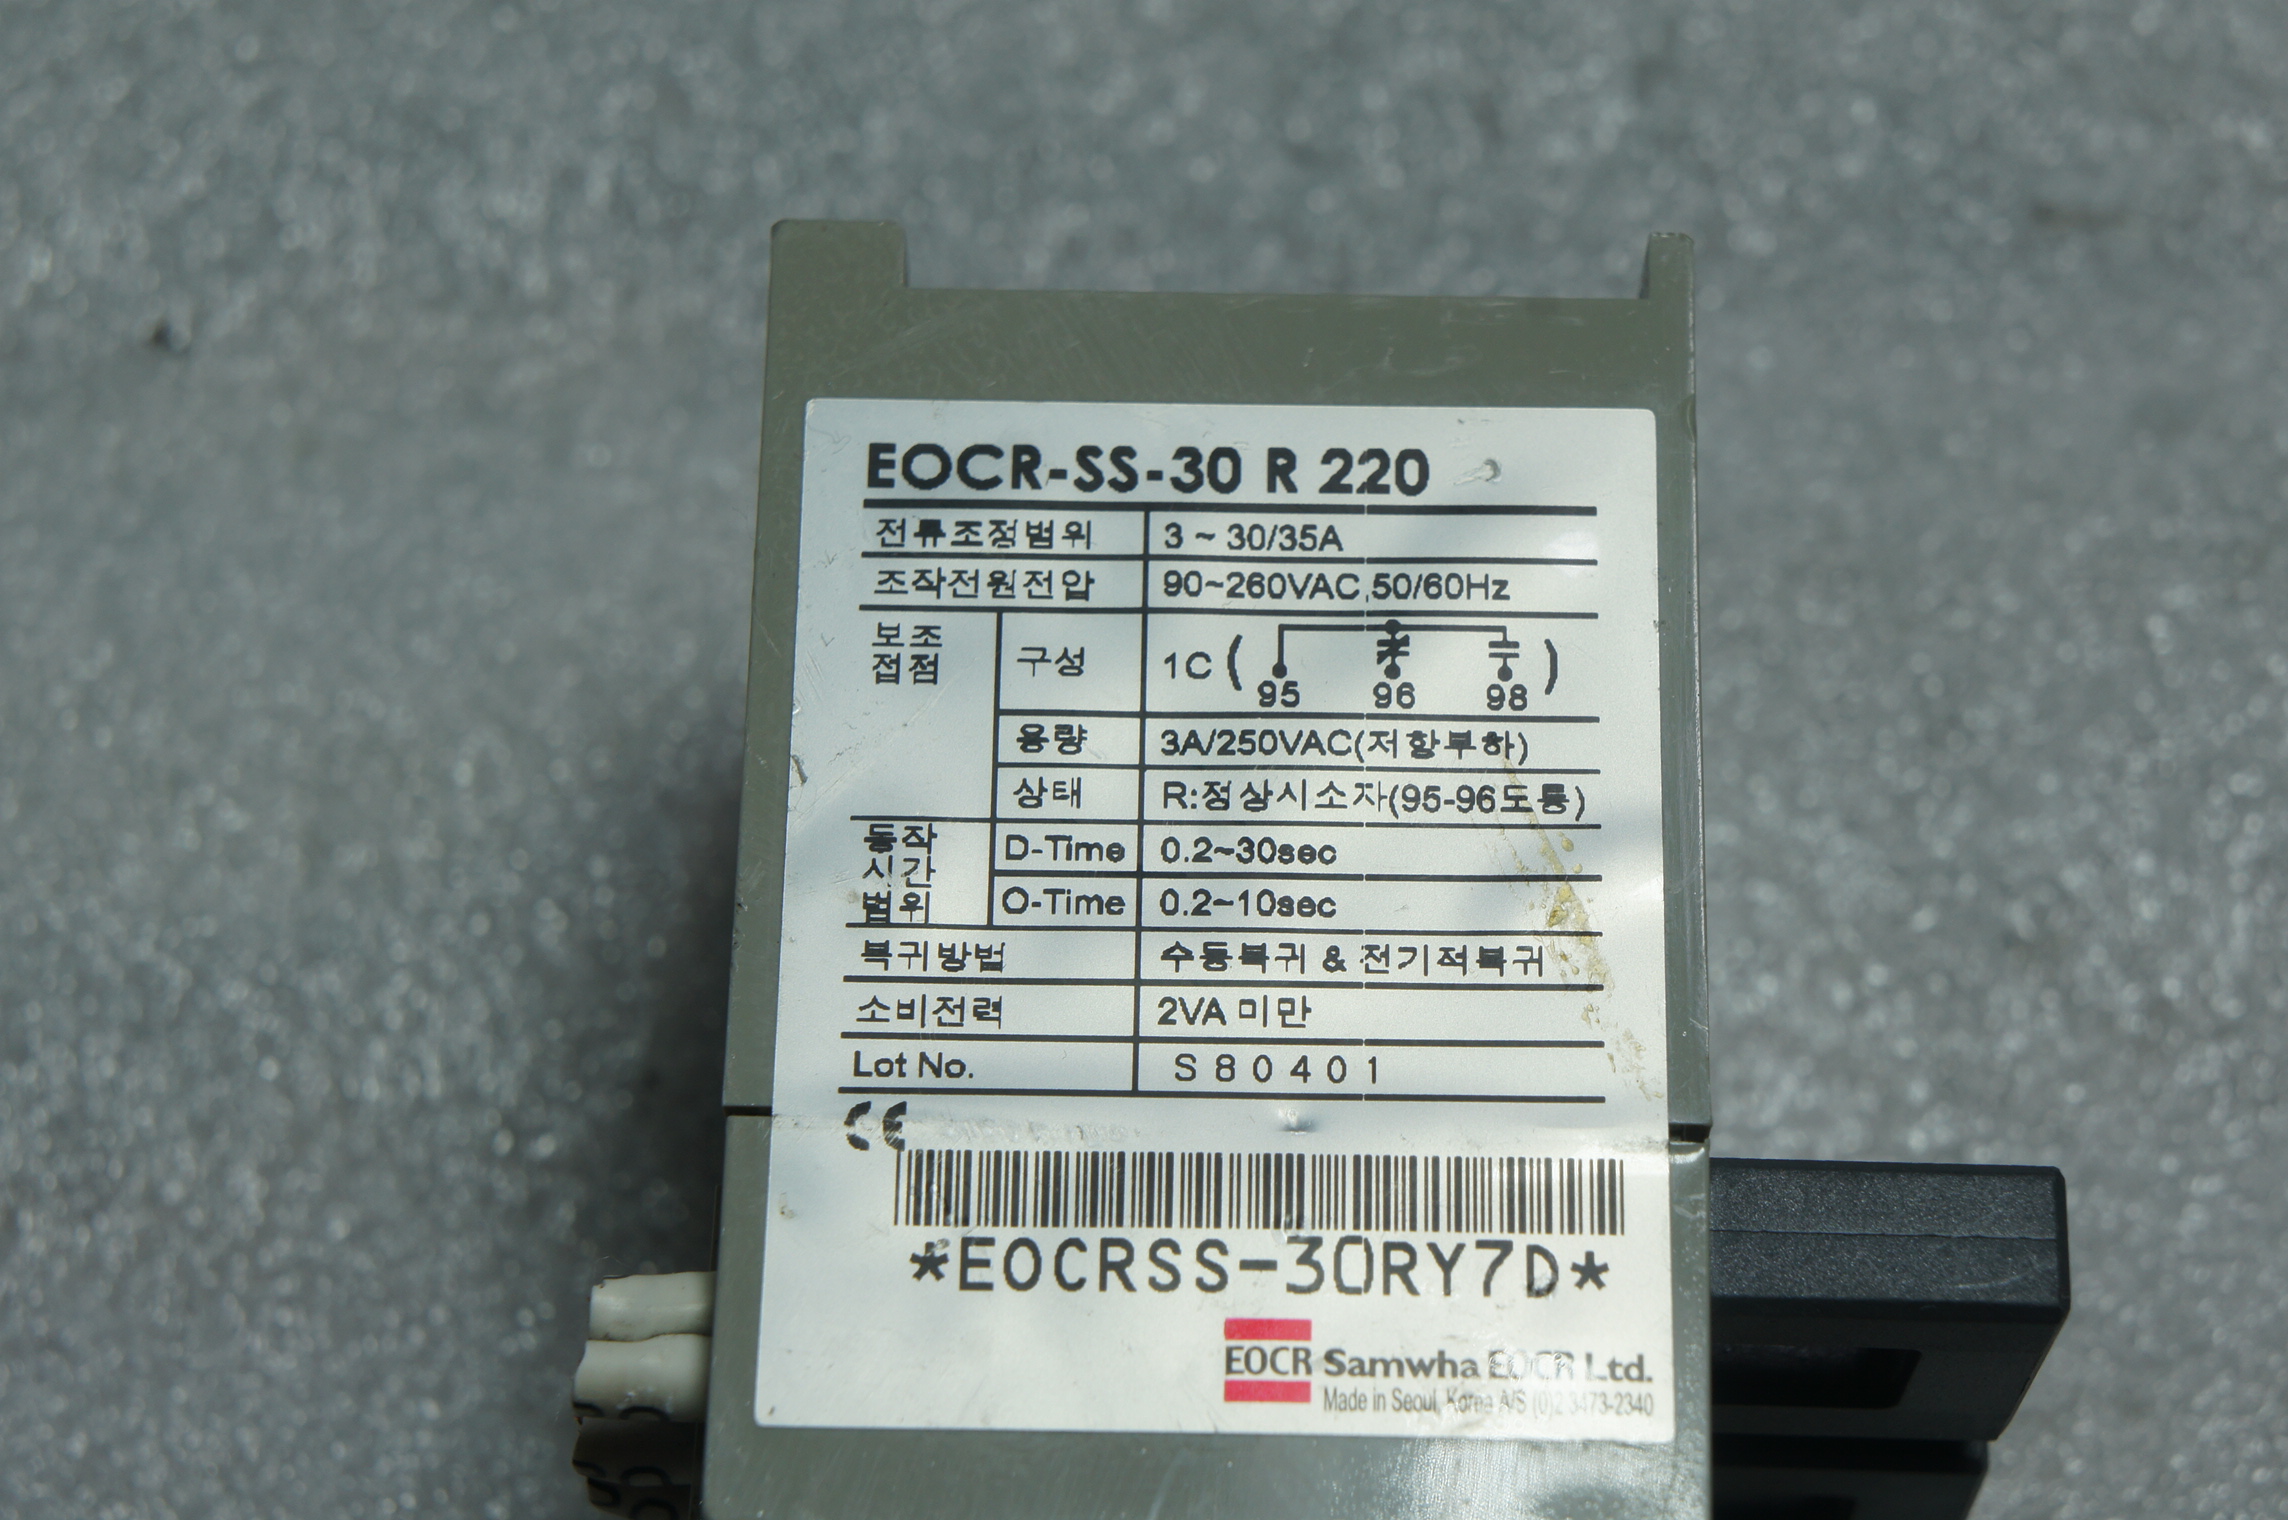 EOCR-SS-30 R 220
전류조정범위 3 ~ 30/35A
조작전원전압 90~260VAC,50/60Hz
보조
접점
구성 1C ( 95 96 98 )
용량 3A/250VAC(저항부하)
상태 R:정상시소자(95-96도통)
동작
시간
범위
D-Time 0.2~30sec
O-Time 0.2~10sec
복귀방법 수동복귀 & 전기적복귀
소비전력 2VA 미만
Lot No. S80401
CE
*EOCRSS-30RY7D*
EOCR Samwha EOCR Ltd.
Made in Seoul, Korea A/S (0)2 3473-2340